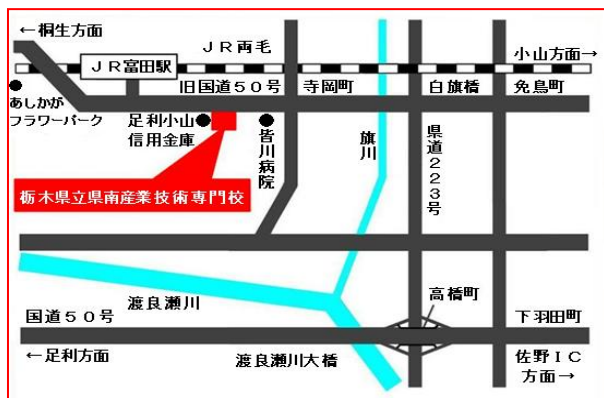 ←桐生方面
JR両毛
小山方面→
JR富田駅
旧国道50号
寺岡町
白旗橋
免鳥町
あしかが
フラワーパーク
足利小山
信用金庫
皆川病院
旗川
県道223号
栃木県立県南産業技術専門校
渡良瀬川
高橋町
国道50号
下羽田町
←足利方面
渡良瀬川大橋
佐野IC
方面→